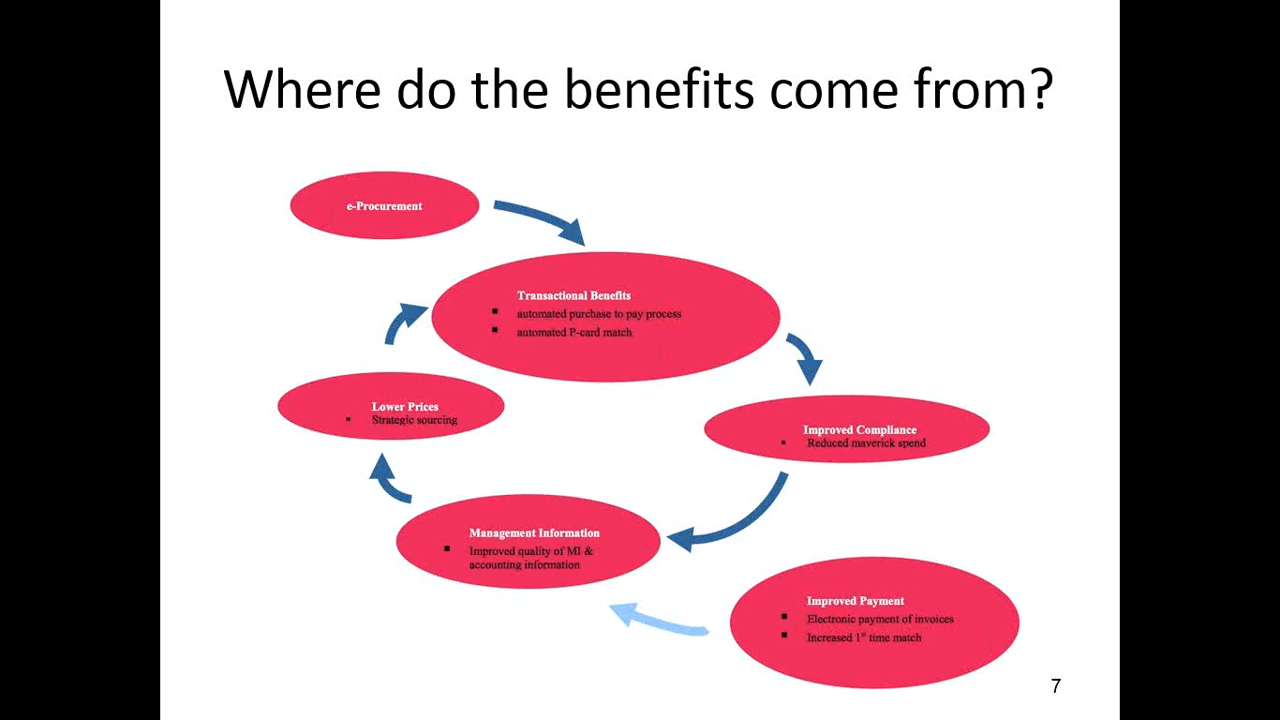 Where do the benefits come from?
e-Procurement
Transactional Benefits
▪ automated purchase to pay process
▪ automated P-card match
Lower Prices
▪ Strategic sourcing
Improved Compliance
▪ Reduced maverick spend
Management Information
▪ Improved quality of MI &
accounting information
Improved Payment
▪ Electronic payment of invoices
▪ Increased 1st time match
7